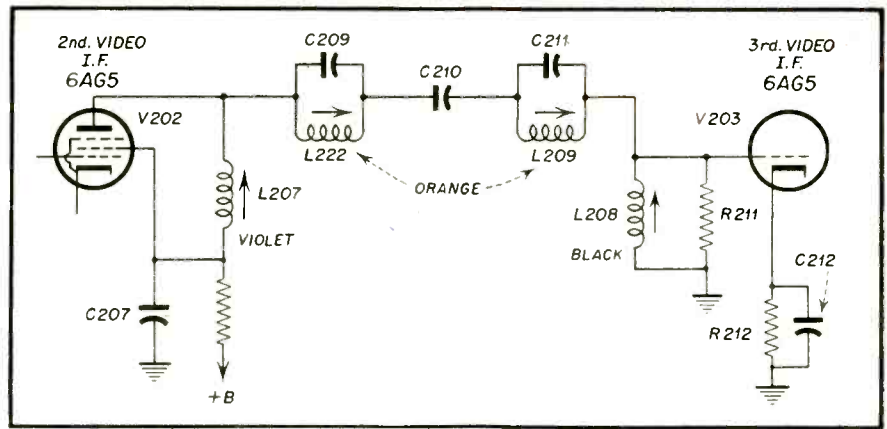 2nd. VIDEO
I.F.
6AG5
V202
C209
L222
C210
C211
L209
ORANGE
3rd. VIDEO
I.F.
6AG5
V203
L207
VIOLET
L208
BLACK
R211
C207
+B
C212
R212